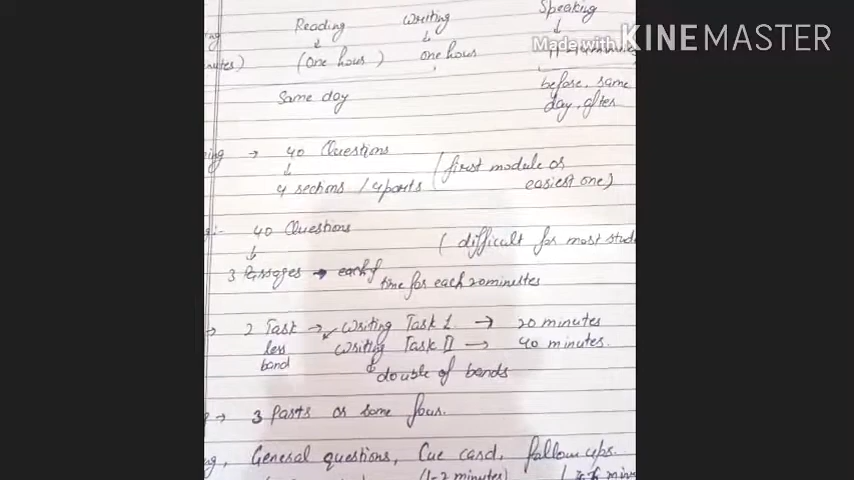 Reading writing Speaking
nutes) (one hour) one hour
Made with KINEMASTER
Same day before, same
day, after
→ 40 Questions (first module or
4 sections / 4 parts easiest one)
:- 40 Questions (difficult for most stud
3 Passages → each of
time for each 20 minutes
→ 2 Task → Writing Task I → 20 minutes
less Writing Task II → 40 minutes.
band double of bands
→ 3 Parts or some four.
General questions, Cue card, follow ups.
(1-2 minutes)